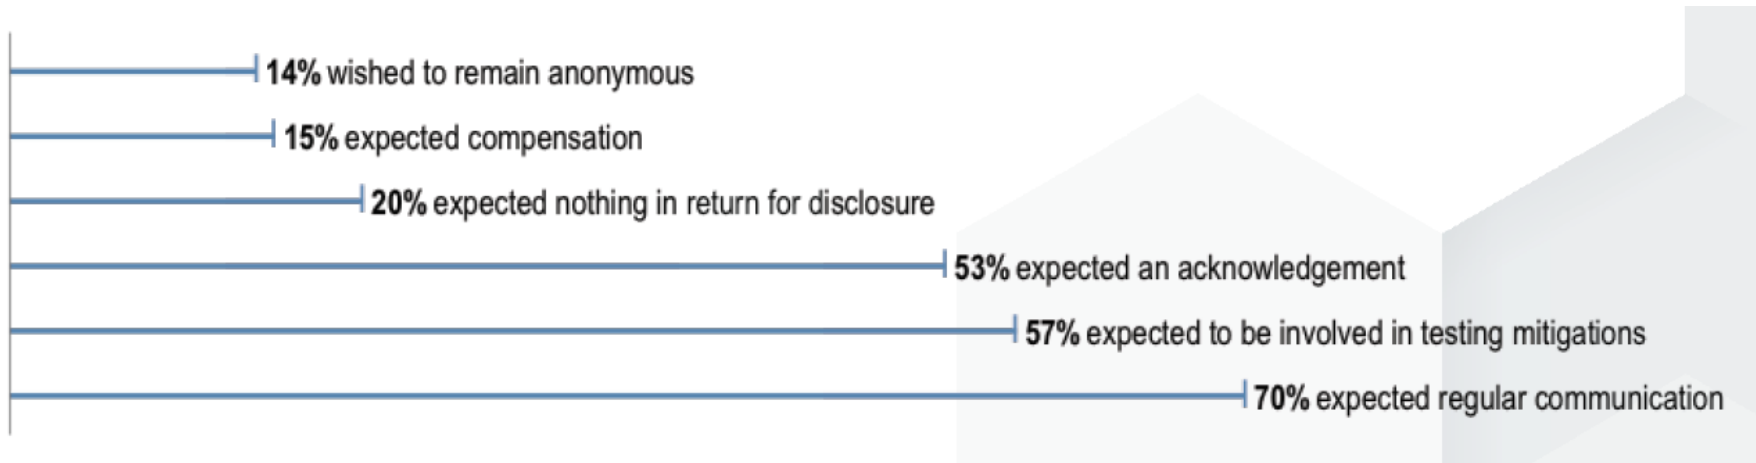 14% wished to remain anonymous
15% expected compensation
20% expected nothing in return for disclosure
53% expected an acknowledgement
57% expected to be involved in testing mitigations
70% expected regular communication